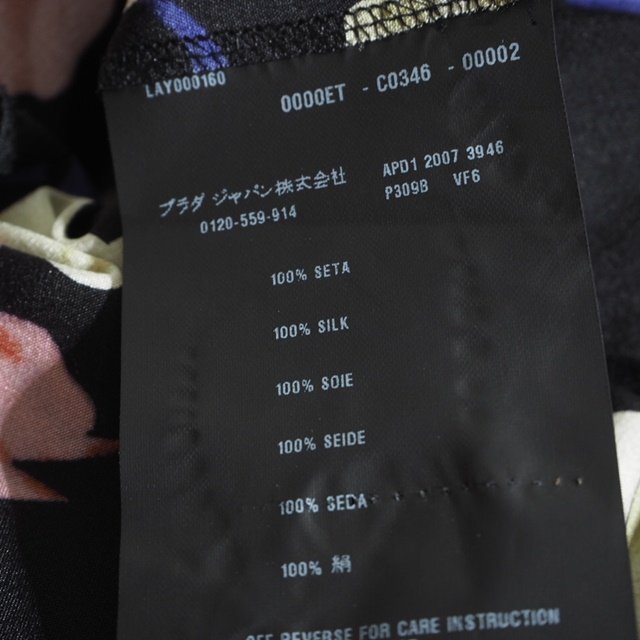 LAY000160
0000ET - C0346 - 00002
プラダ ジャパン株式会社
0120-559-914
APD1 2007 3946
P309B VF6
100% SETA
100% SILK
100% SOIE
100% SEIDE
100% SEDA
100% 絹
SEE REVERSE FOR CARE INSTRUCTION